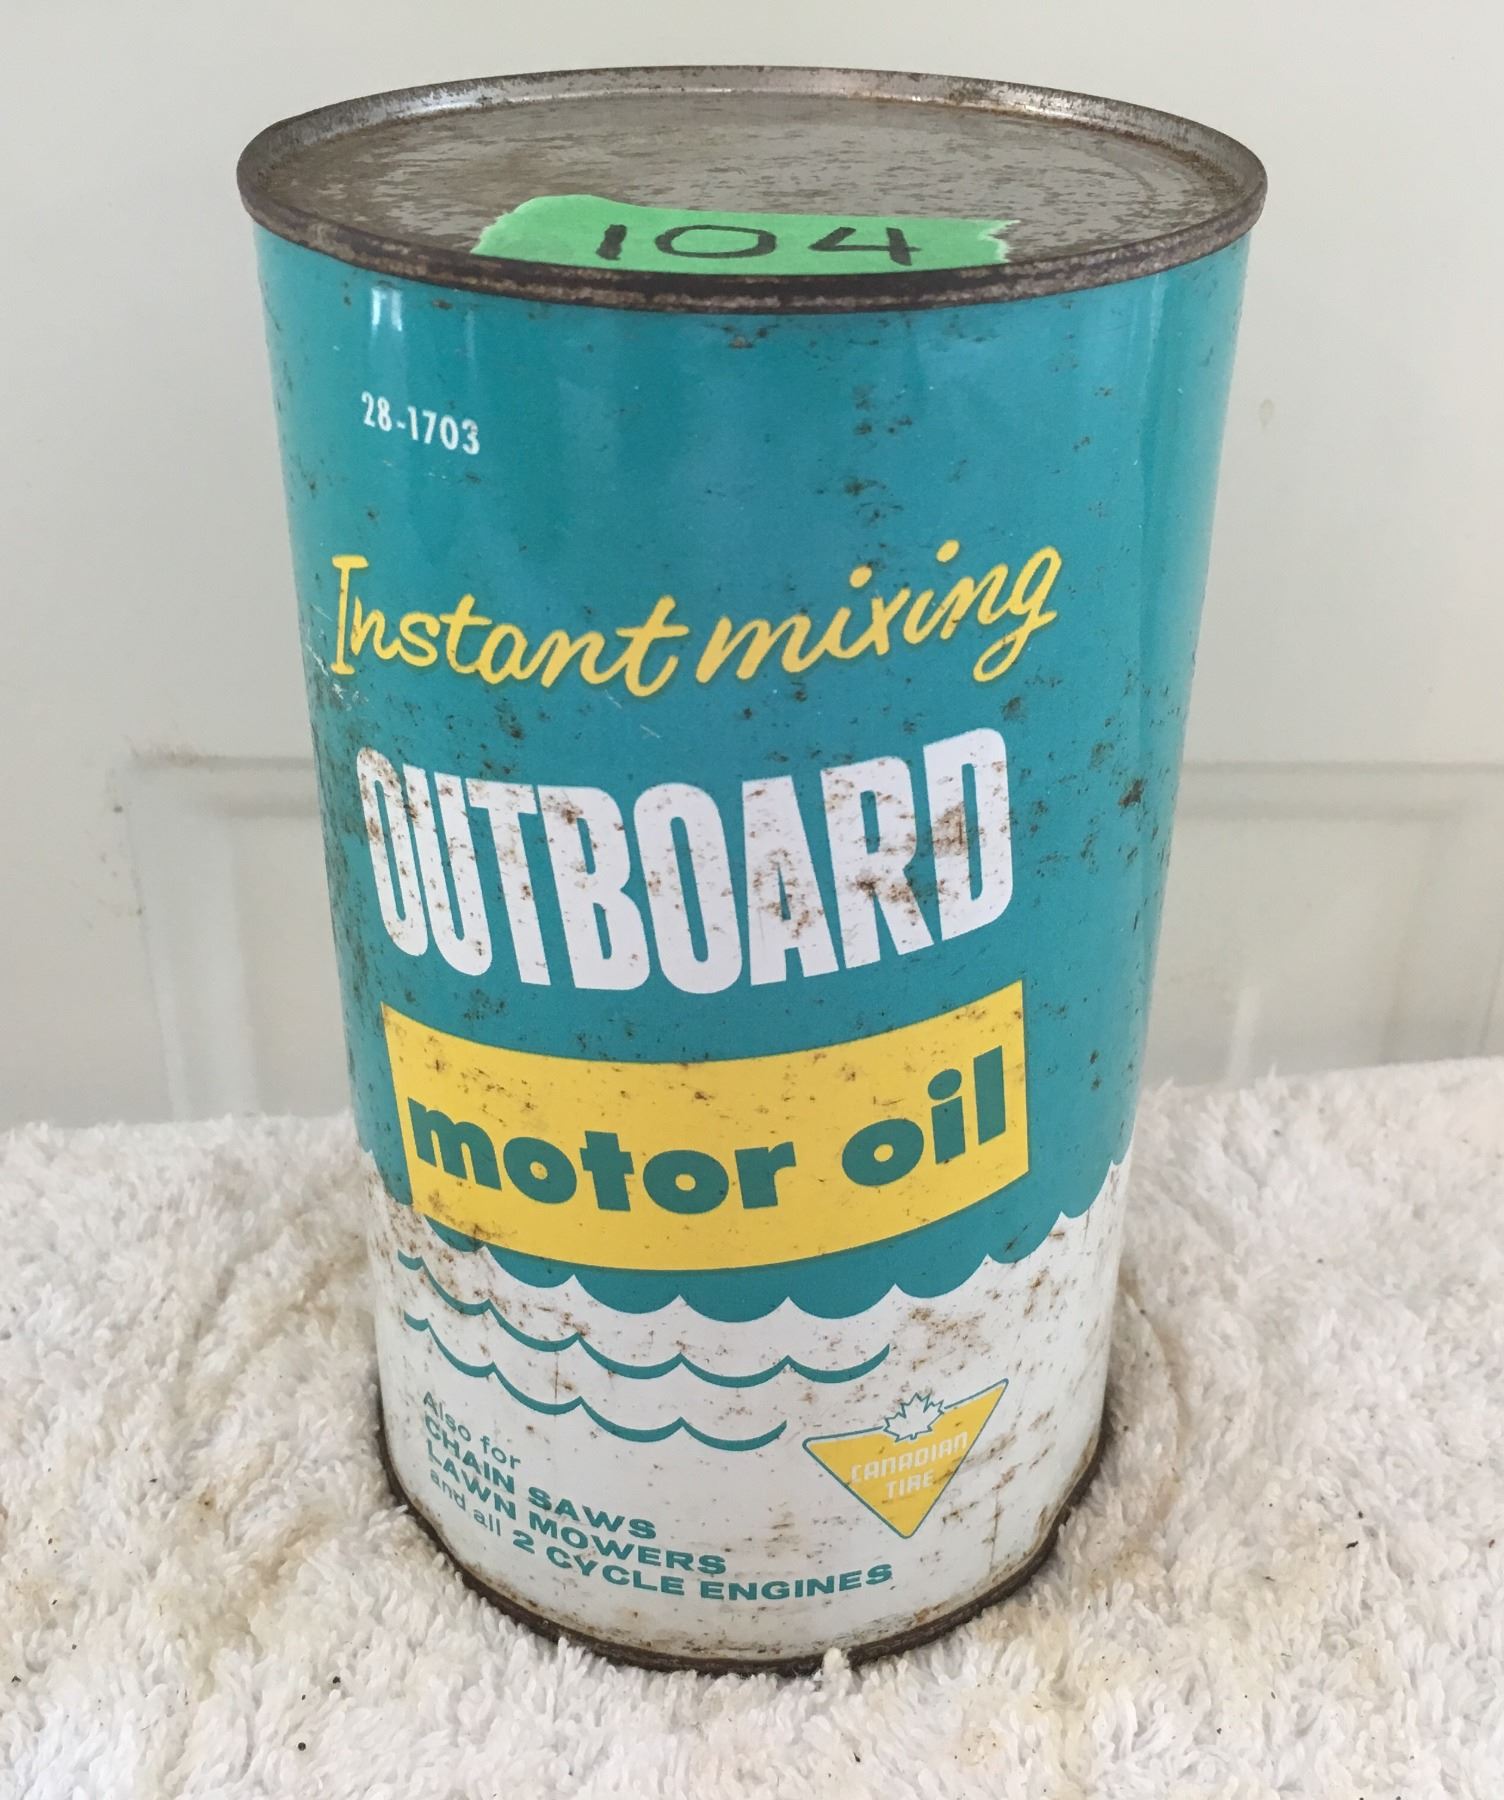 104
28-1703
Instant mixing
OUTBOARD
motor oil
Also for
CHAIN SAWS
LAWN MOWERS
and all 2 CYCLE ENGINES
CANADIAN
TIRE